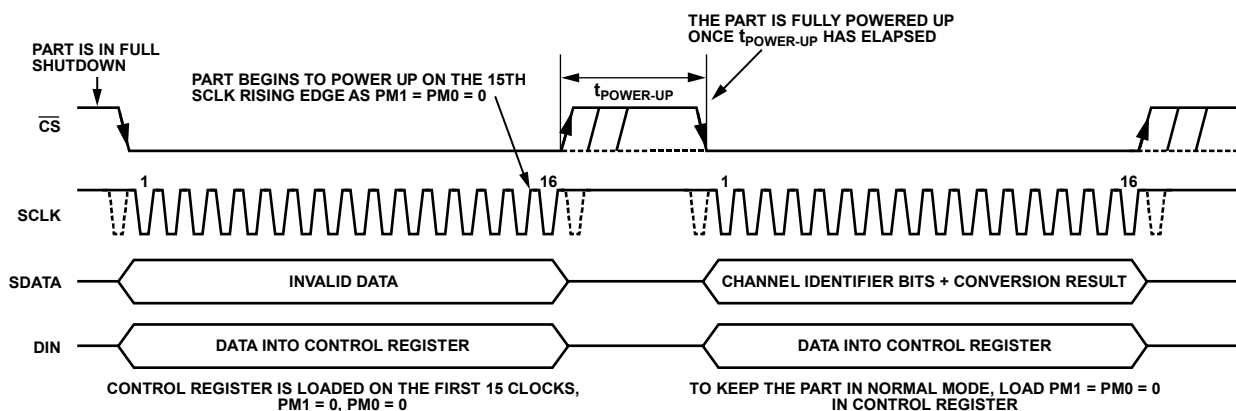 THE PART IS FULLY POWERED UP
ONCE tPOWER-UP HAS ELAPSED
PART IS IN FULL
SHUTDOWN
PART BEGINS TO POWER UP ON THE 15TH
SCLK RISING EDGE AS PM1 = PM0 = 0
tPOWER-UP
CS
1 16 1 16
SCLK
SDATA INVALID DATA CHANNEL IDENTIFIER BITS + CONVERSION RESULT
DIN DATA INTO CONTROL REGISTER DATA INTO CONTROL REGISTER
CONTROL REGISTER IS LOADED ON THE FIRST 15 CLOCKS,
PM1 = 0, PM0 = 0
TO KEEP THE PART IN NORMAL MODE, LOAD PM1 = PM0 = 0
IN CONTROL REGISTER